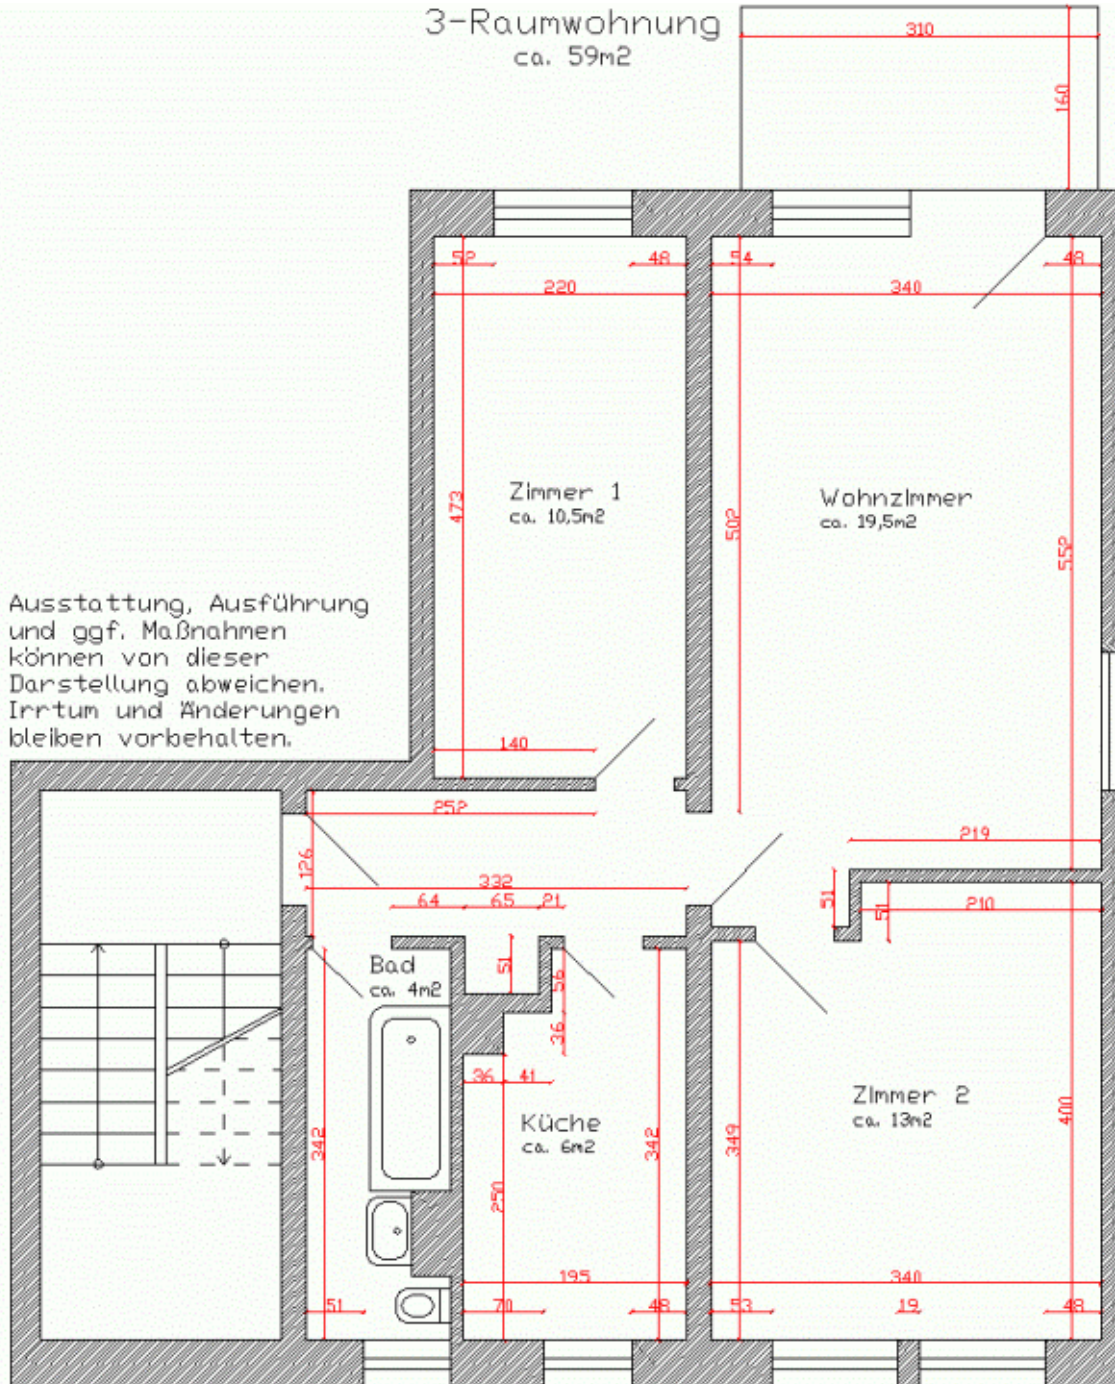 3-Raumwohnung
ca. 59m2
310
160
52
48
54
48
220
340
473
Zimmer 1
ca. 10,5m2
502
Wohnzimmer
ca. 19,5m2
552
Ausstattung, Ausführung
und ggf. Maßnahmen
können von dieser
Darstellung abweichen.
Irrtum und Änderungen
bleiben vorbehalten.
140
252
126
219
332
64
65
21
51
51
210
Bad
ca. 4m2
51
56
36
36
41
Küche
ca. 6m2
Zimmer 2
ca. 13m2
342
250
342
349
400
195
340
51
70
48
53
19
48